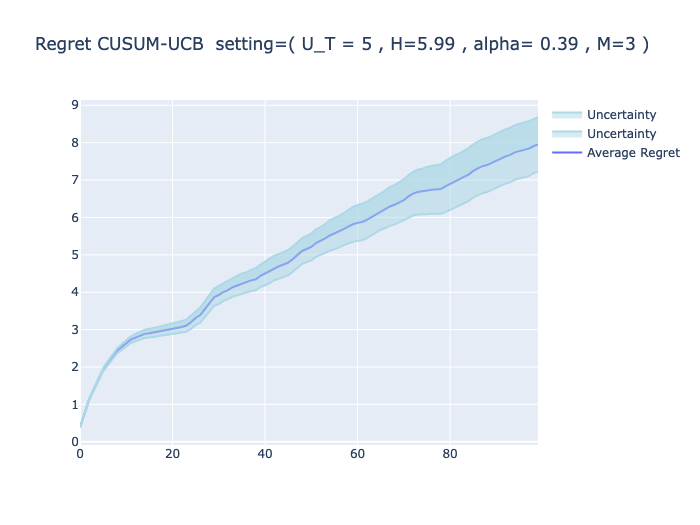 Regret CUSUM-UCB  setting=( U_T = 5 , H=5.99 , alpha= 0.39 , M=3 )
9
8
7
6
5
4
3
2
1
0
0 20 40 60 80
Uncertainty
Uncertainty
Average Regret